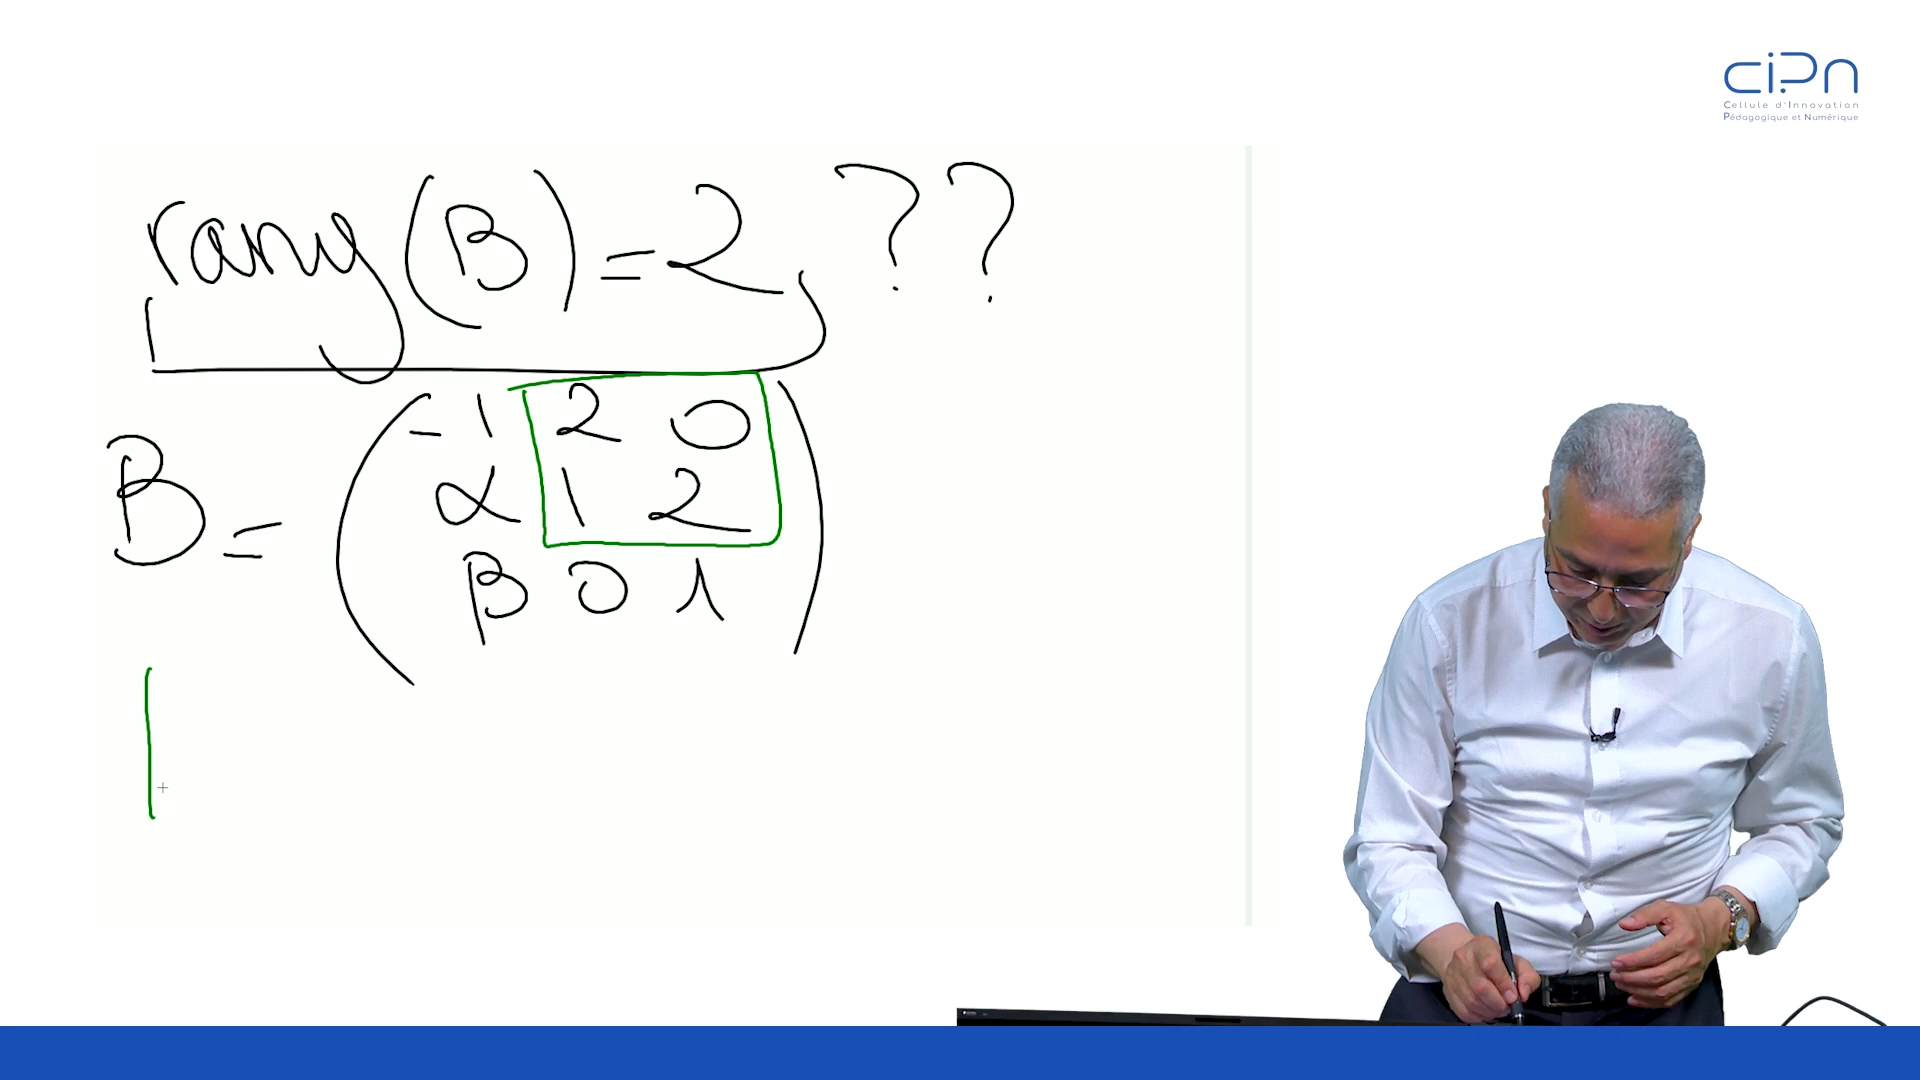 cipn
Cellule d'Innovation
Pédagogique et Numérique
rang(B) = 2, ??
B = ( -1 2 0
α 1 2
β 0 1 )